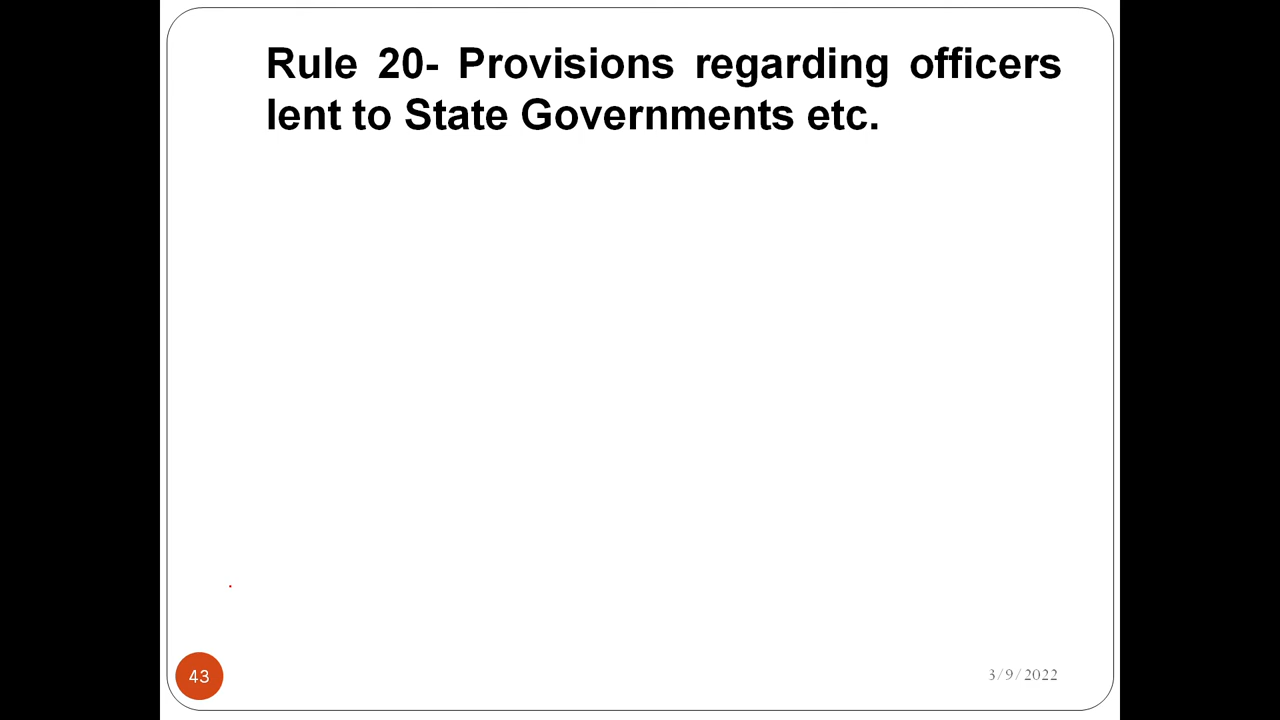 Rule 20- Provisions regarding officers
lent to State Governments etc.
43
3/9/2022